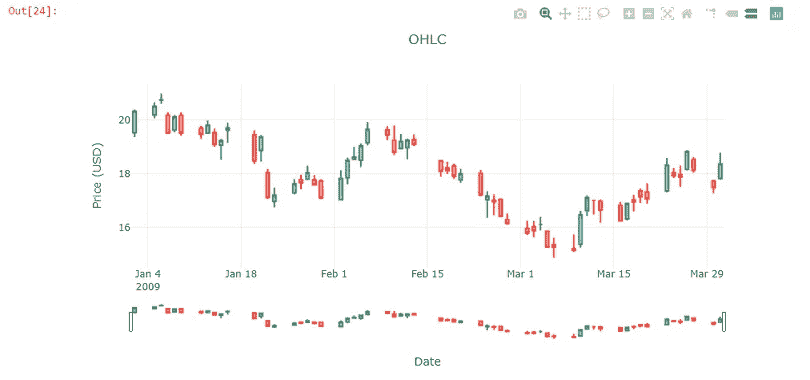 Out[24]:
OHLC
20
18
16
Price (USD)
Jan 4 Jan 18 Feb 1 Feb 15 Mar 1 Mar 15 Mar 29
2009
Date